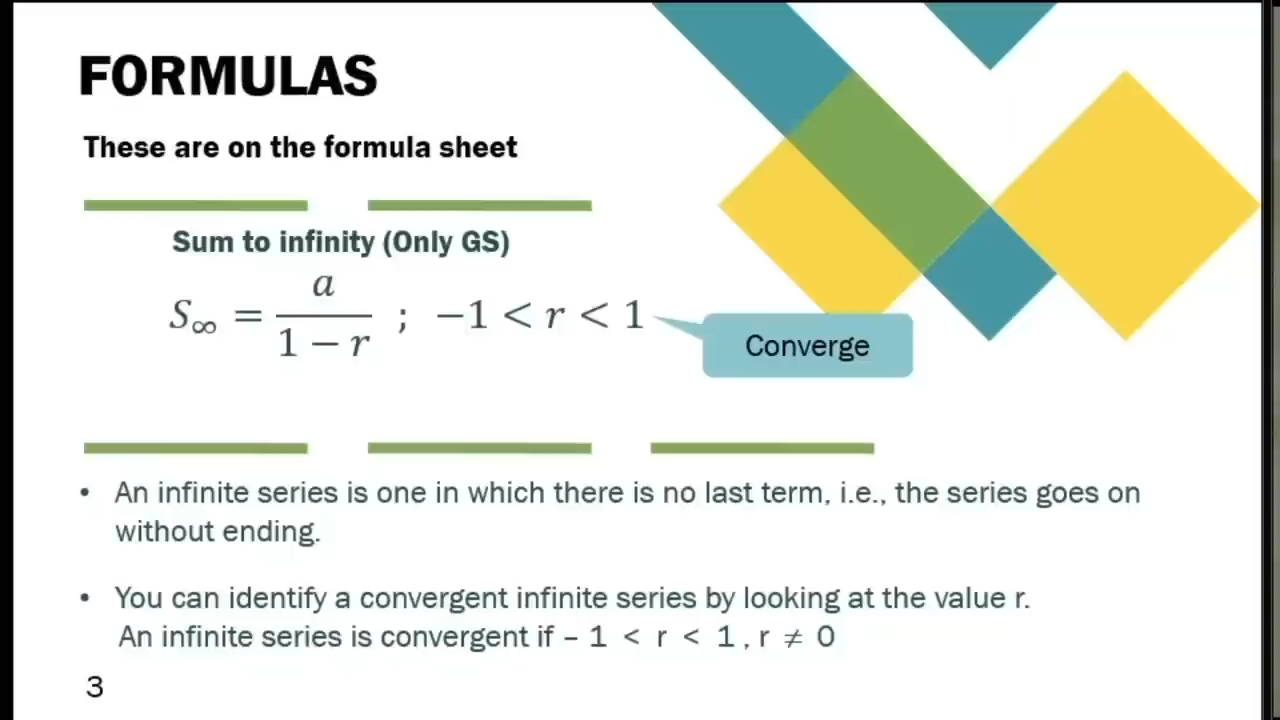 FORMULAS
These are on the formula sheet
Sum to infinity (Only GS)
S∞ = a / (1 − r) ; −1 < r < 1
Converge
• An infinite series is one in which there is no last term, i.e., the series goes on
without ending.
• You can identify a convergent infinite series by looking at the value r.
An infinite series is convergent if – 1 < r < 1 , r ≠ 0
3